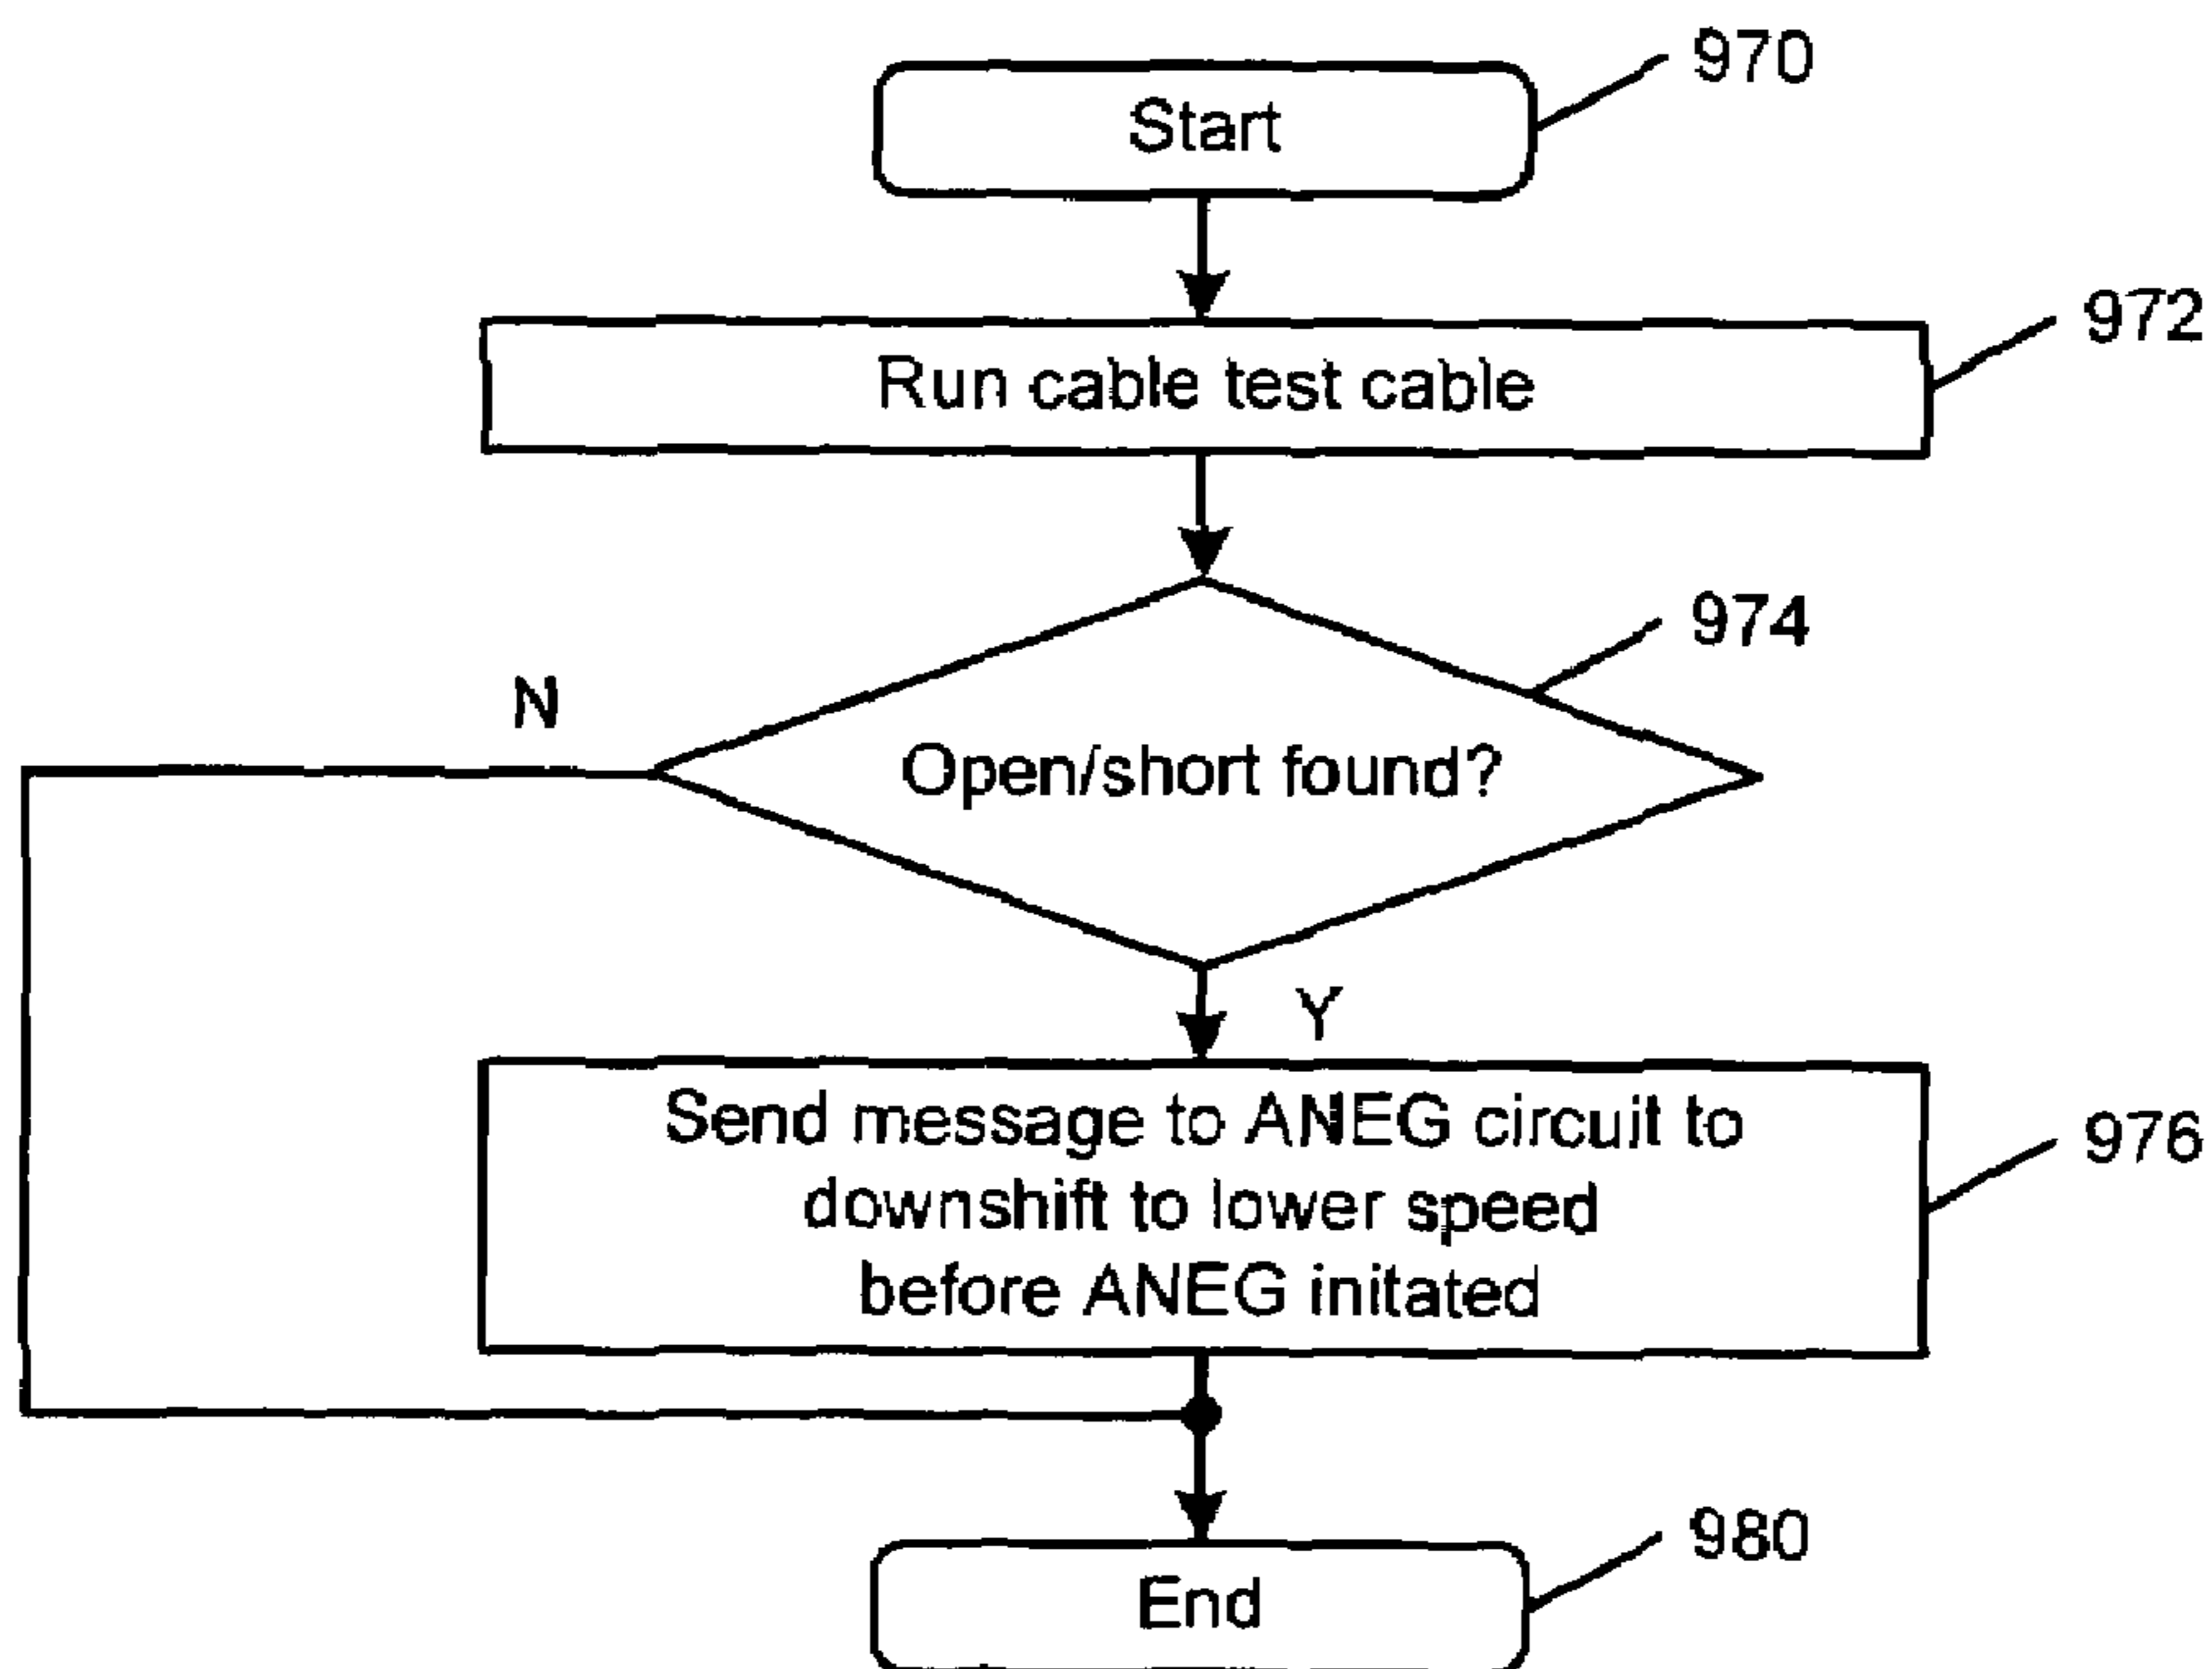 970
Start
972
Run cable test cable
974
N
Open/short found?
Y
Send message to ANEG circuit to
downshift to lower speed
before ANEG initated
976
980
End